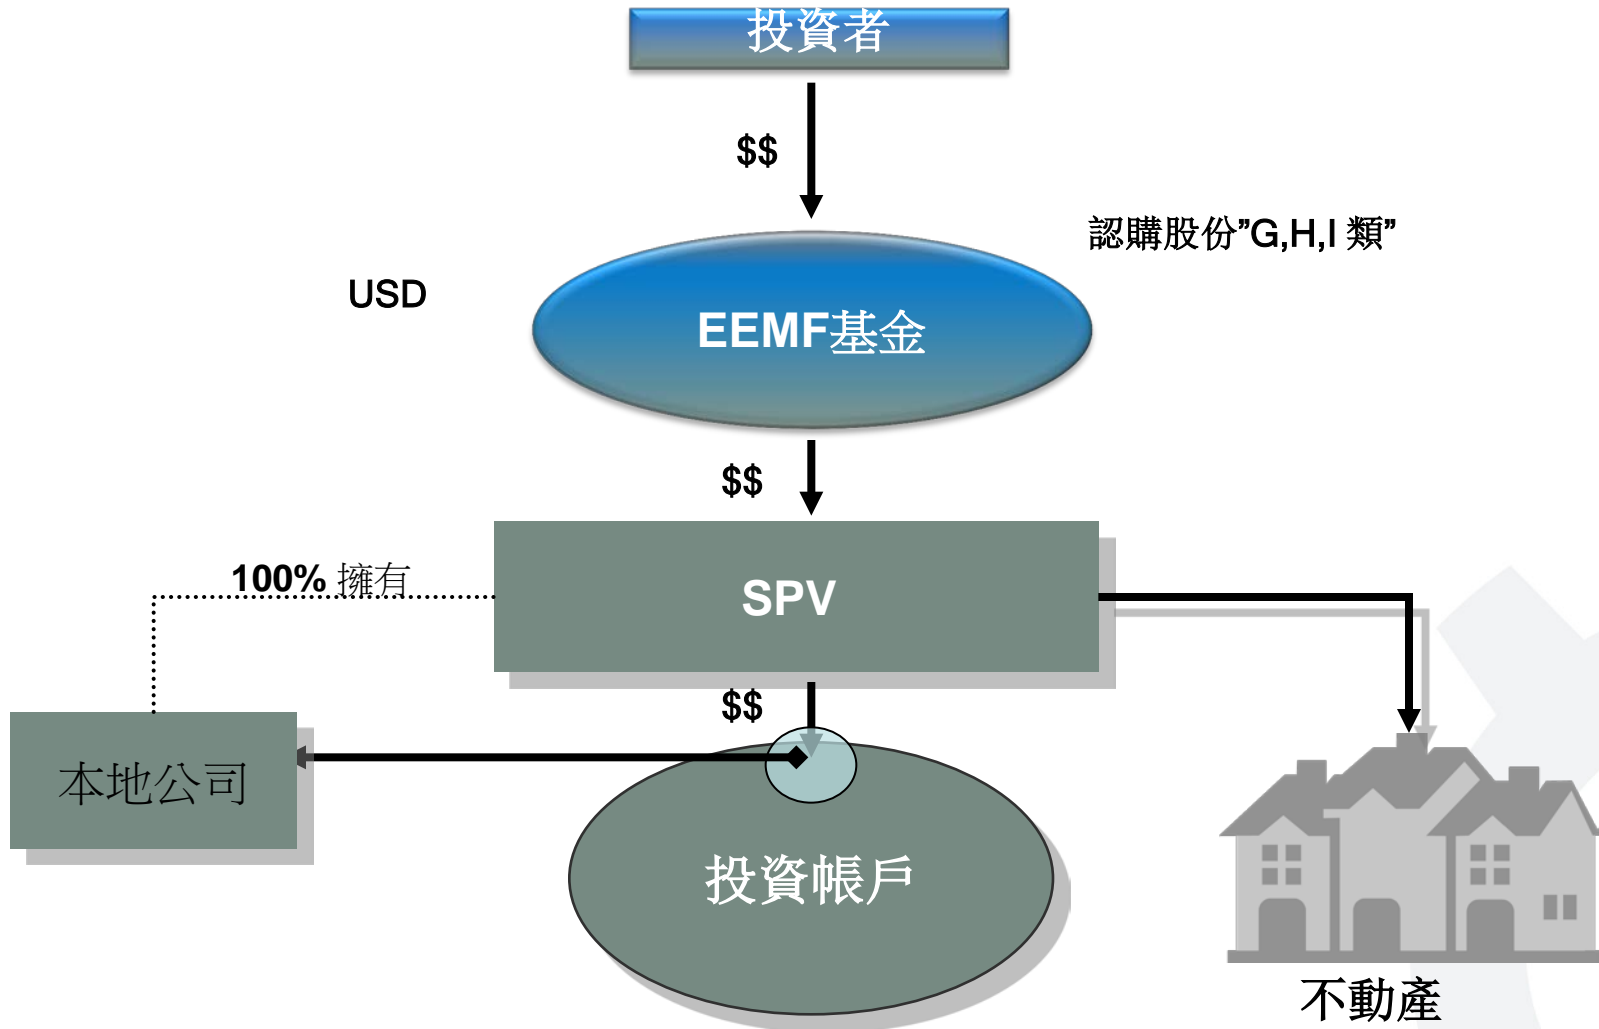 投資者
$$
認購股份"G,H,I 類”
USD
EEMF基金
$$
100% 擁有
SPV
$$
本地公司
投資帳戶
不動產